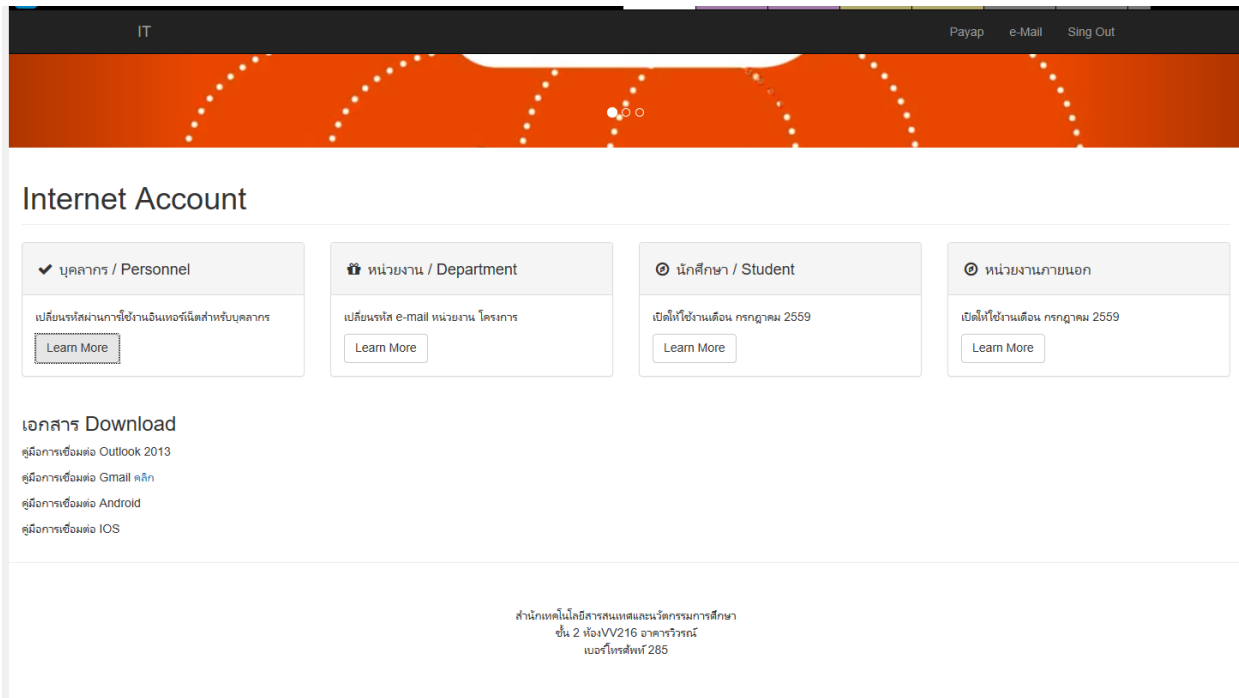 IT
Payap e-Mail Sing Out
Internet Account
บุคลากร / Personnel
เปลี่ยนรหัสผ่านการใช้งานอินเทอร์เน็ตสำหรับบุคลากร
Learn More
หน่วยงาน / Department
เปลี่ยนรหัส e-mail หน่วยงาน โครงการ
Learn More
นักศึกษา / Student
เปิดให้ใช้งานเดือน กรกฎาคม 2559
Learn More
หน่วยงานภายนอก
เปิดให้ใช้งานเดือน กรกฎาคม 2559
Learn More
เอกสาร Download
คู่มือการเชื่อมต่อ Outlook 2013
คู่มือการเชื่อมต่อ Gmail คลิก
คู่มือการเชื่อมต่อ Android
คู่มือการเชื่อมต่อ IOS
สำนักเทคโนโลยีสารสนเทศและนวัตกรรมการศึกษา
ชั้น 2 ห้องVV216 อาคารวิวรณ์
เบอร์โทรศัพท์ 285